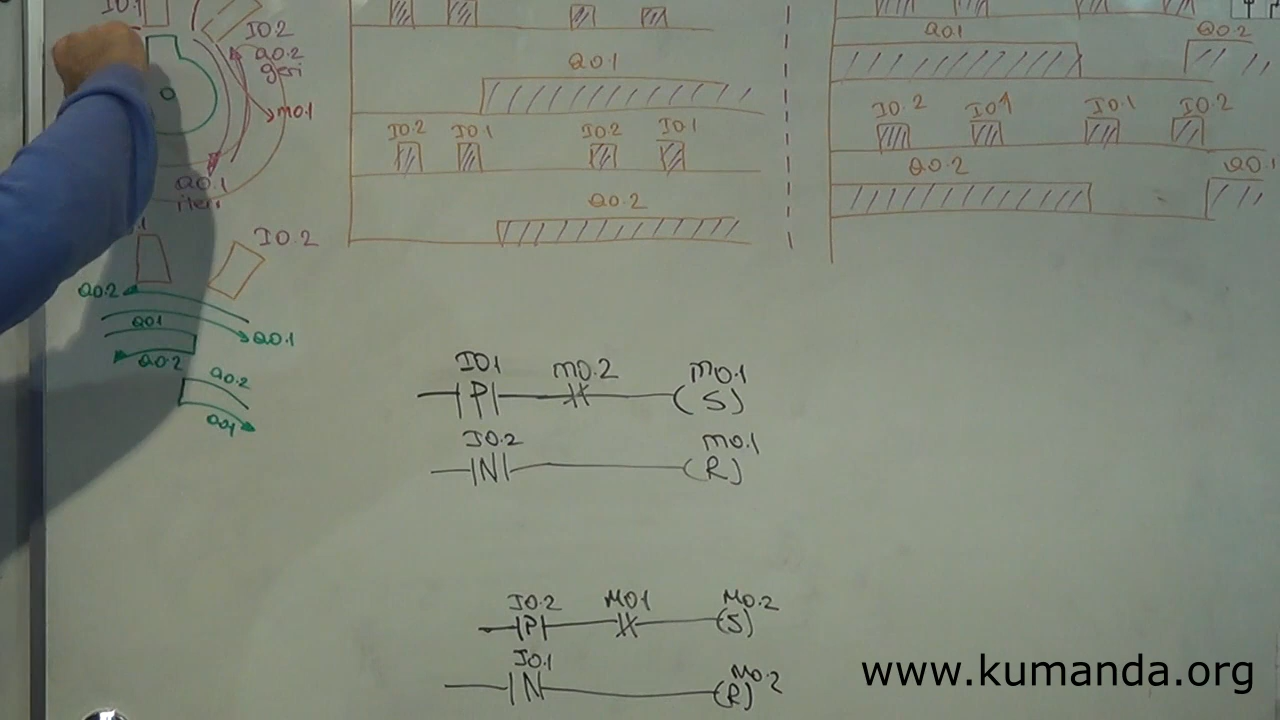 I0.1
I0.2
Q0.2
geri
M0.1
Q0.1
ileri
I0.2
Q0.2
Q0.1
Q0.1
Q0.2
Q0.2
Q0.1
Q0.1
I0.2 I0.1 I0.2 I0.1
Q0.2
Q0.1 Q0.2
I0.2 I0.1 I0.1 I0.2
Q0.2 Q0.1
I0.1 M0.2 M0.1
P (S)
I0.2 M0.1
N (R)
I0.2 M0.1 M0.2
P (S)
I0.1 M0.2
N (R)
www.kumanda.org